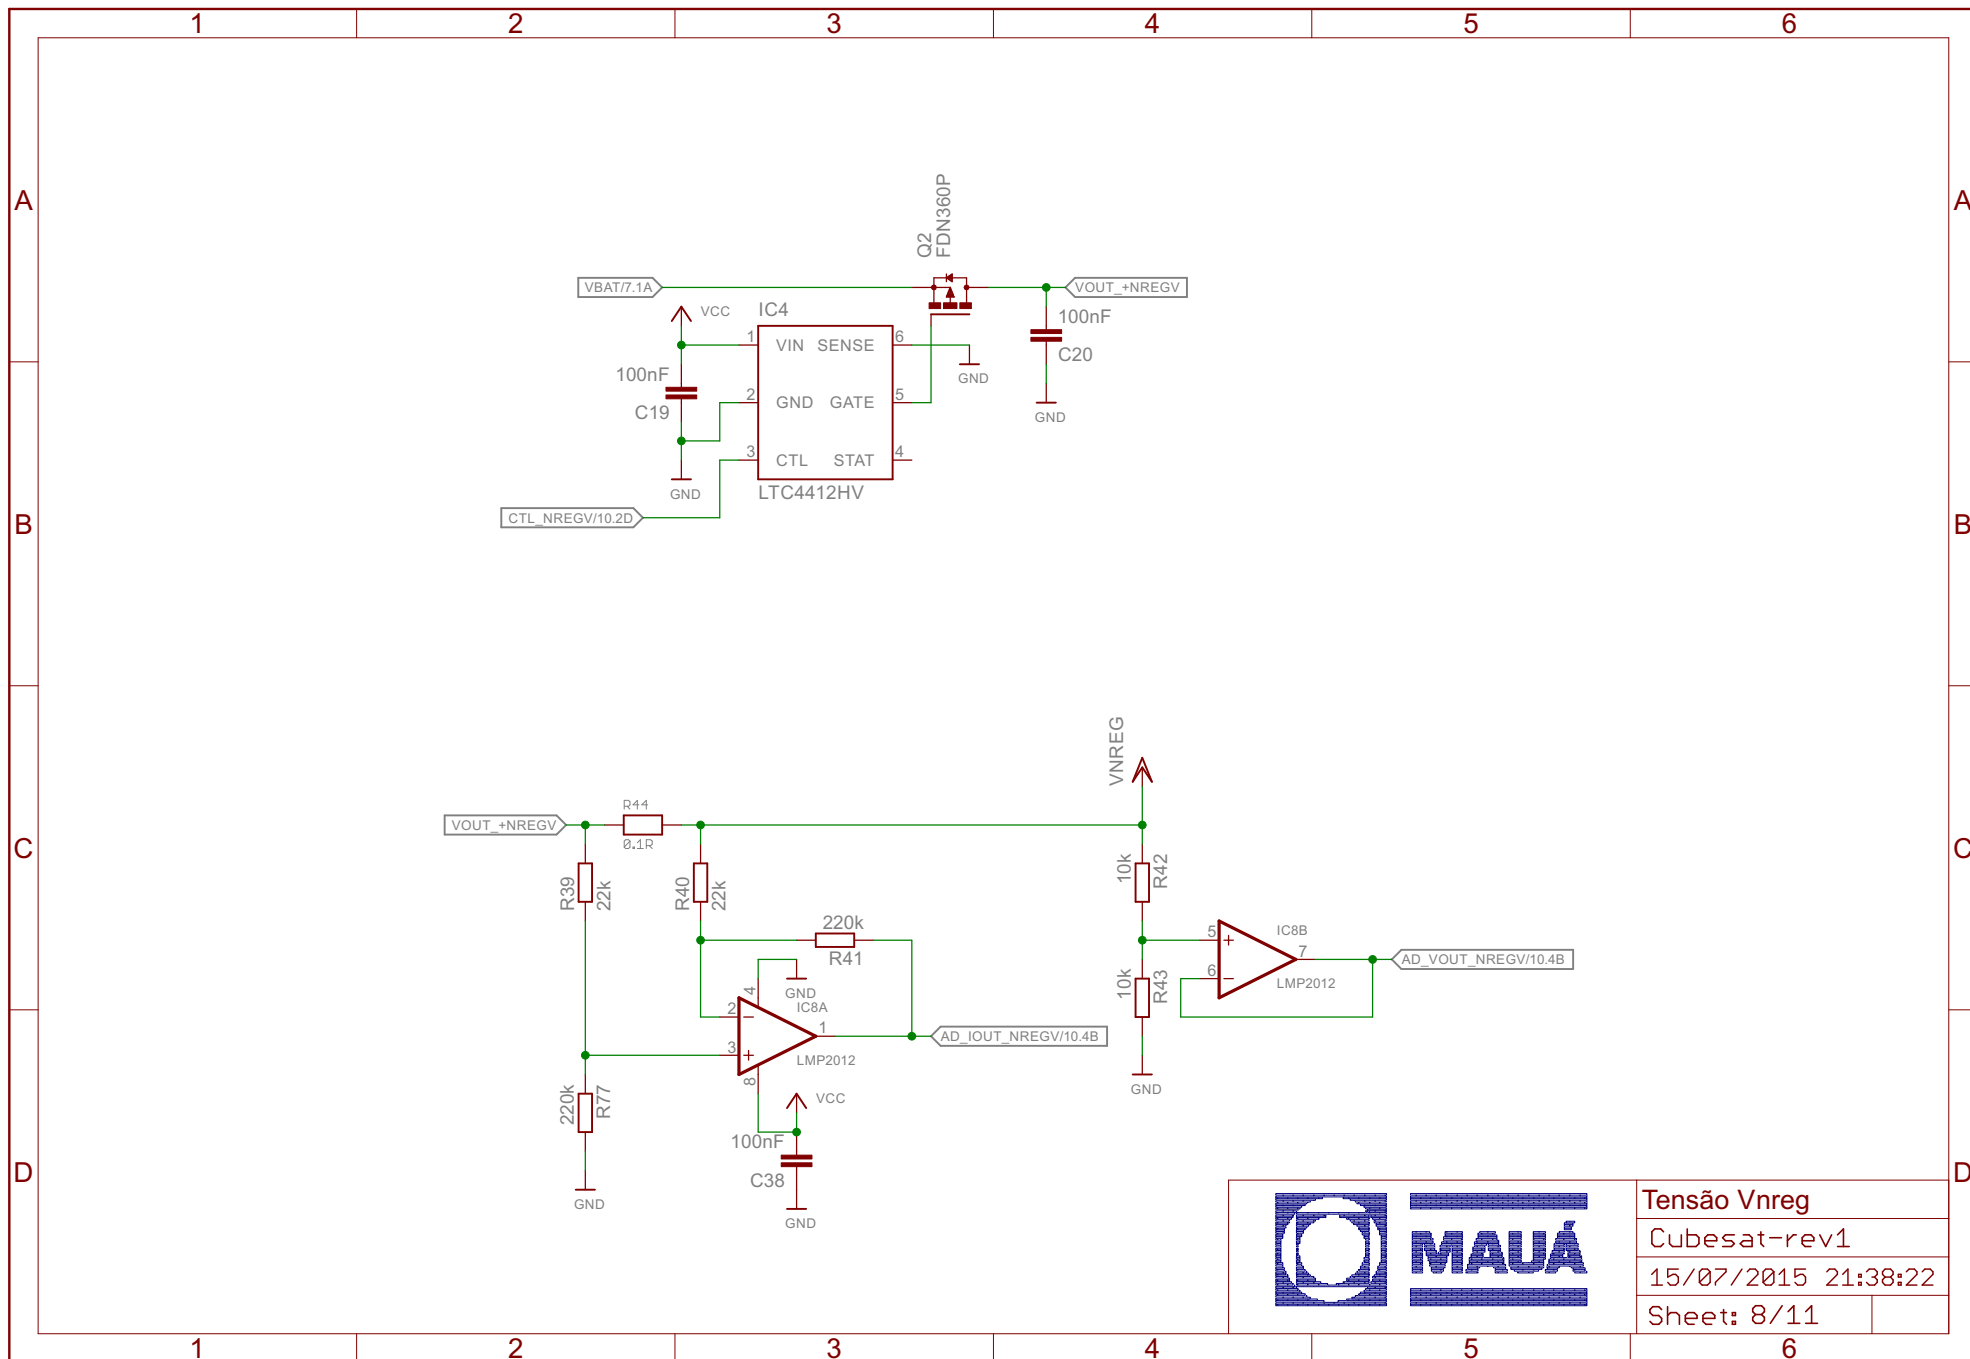 1 2 3 4 5 6
A A
Q2
FDN360P
VBAT/7.1A
VOUT_+NREGV
VCC
IC4
100nF
C20
GND
1 VIN SENSE 6
GND
100nF
C19
2 GND GATE 5
3 CTL STAT 4
GND
LTC4412HV
CTL_NREGV/10.2D
B B
VNREG
VOUT_+NREGV
R44
0.1R
C C
R39
22k
R40
22k
10k
R42
220k
R41
5 +
6 -
IC8B
7
LMP2012
AD_VOUT_NREGV/10.4B
10k
R43
GND
4
GND
IC8A
2 -
3 +
1
LMP2012
8
AD_IOUT_NREGV/10.4B
220k
R77
GND
VCC
100nF
C38
GND
D D
MAUÁ
Tensão Vnreg
Cubesat-rev1
15/07/2015 21:38:22
Sheet: 8/11
1 2 3 4 5 6